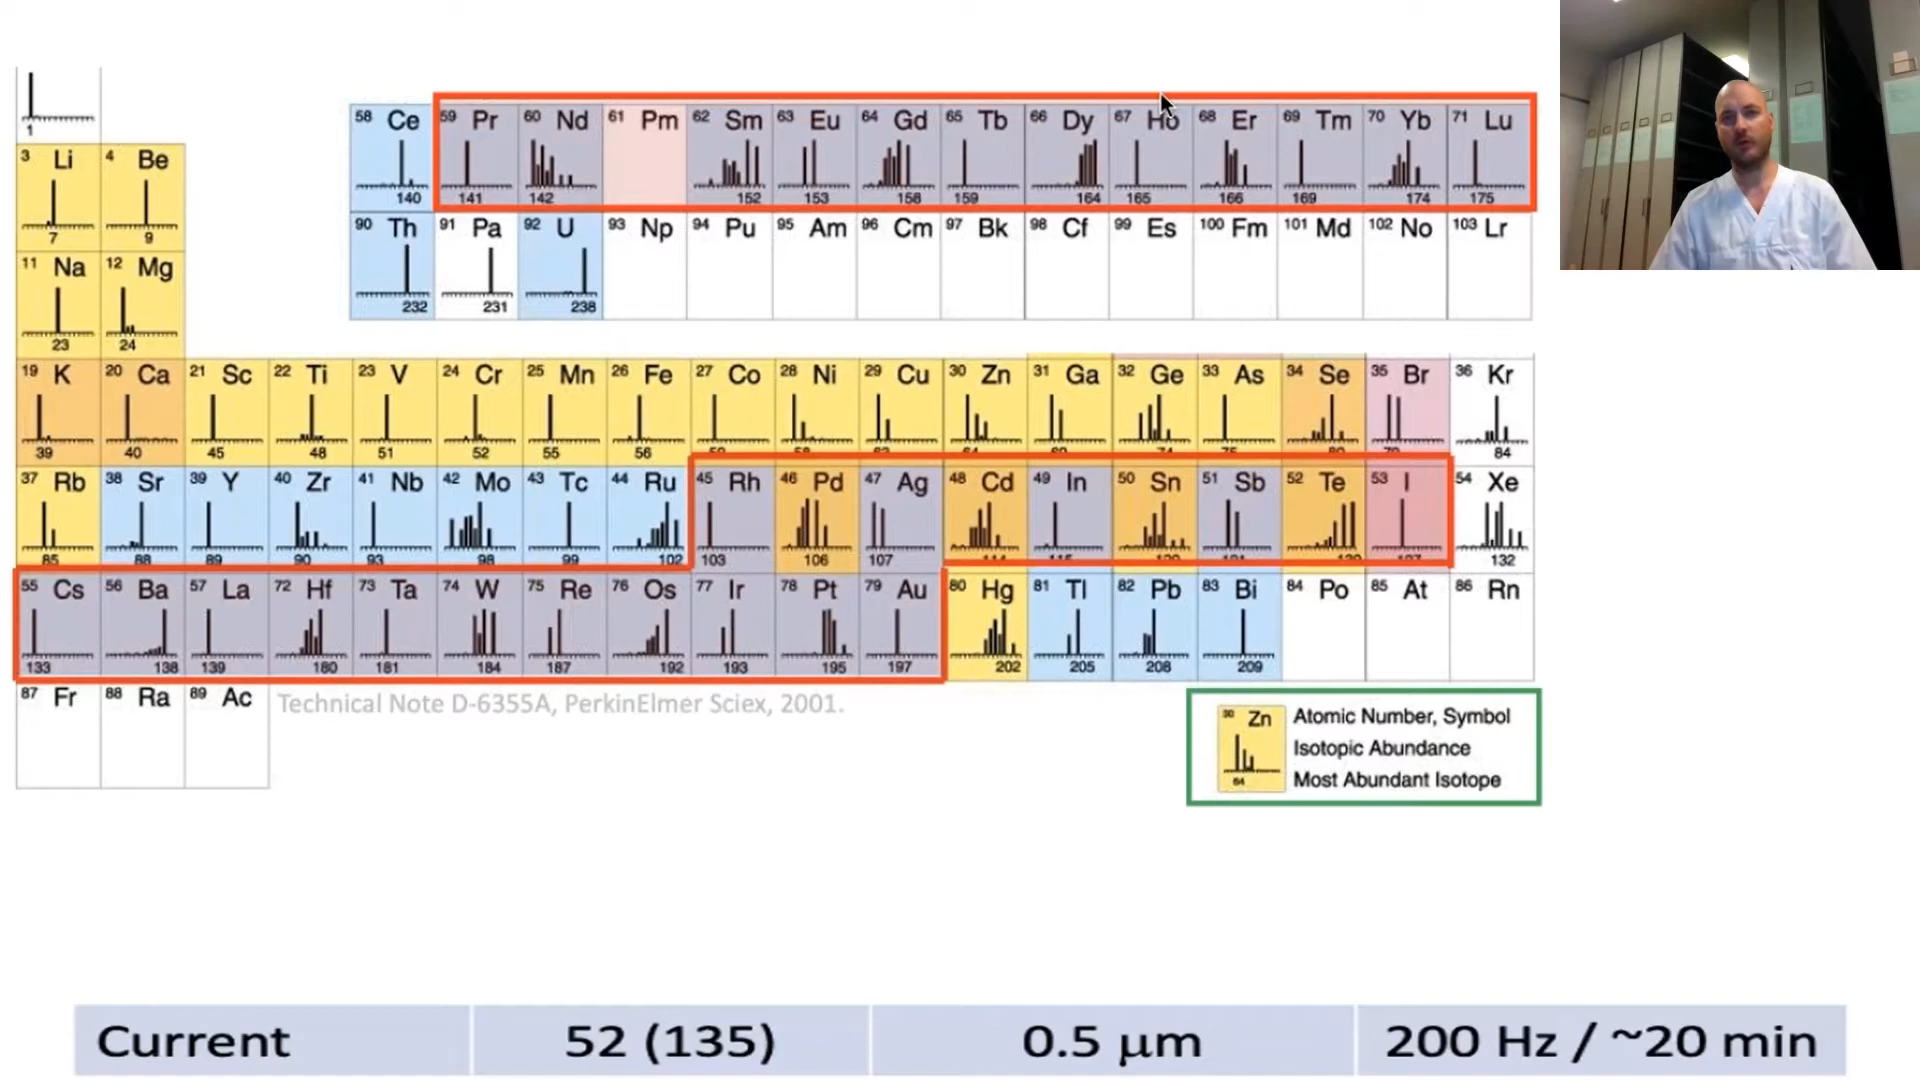 1
58 Ce 59 Pr 60 Nd 61 Pm 62 Sm 63 Eu 64 Gd 65 Tb 66 Dy 67 Ho 68 Er 69 Tm 70 Yb 71 Lu
140 141 142 152 153 158 159 164 165 166 169 174 175
3 Li 4 Be
7 9
90 Th 91 Pa 92 U 93 Np 94 Pu 95 Am 96 Cm 97 Bk 98 Cf 99 Es 100 Fm 101 Md 102 No 103 Lr
232 231 238
11 Na 12 Mg
23 24
19 K 20 Ca 21 Sc 22 Ti 23 V 24 Cr 25 Mn 26 Fe 27 Co 28 Ni 29 Cu 30 Zn 31 Ga 32 Ge 33 As 34 Se 35 Br 36 Kr
39 40 45 48 51 52 55 56 84
37 Rb 38 Sr 39 Y 40 Zr 41 Nb 42 Mo 43 Tc 44 Ru 45 Rh 46 Pd 47 Ag 48 Cd 49 In 50 Sn 51 Sb 52 Te 53 I 54 Xe
85 88 89 90 93 98 99 102 103 106 107 132
55 Cs 56 Ba 57 La 72 Hf 73 Ta 74 W 75 Re 76 Os 77 Ir 78 Pt 79 Au 80 Hg 81 Tl 82 Pb 83 Bi 84 Po 85 At 86 Rn
133 138 139 180 181 184 187 192 193 195 197 202 205 208 209
87 Fr 88 Ra 89 Ac
Technical Note D-6355A, PerkinElmer Sciex, 2001.
30 Zn Atomic Number, Symbol
Isotopic Abundance
64 Most Abundant Isotope
Current 52 (135) 0.5 μm 200 Hz / ~20 min